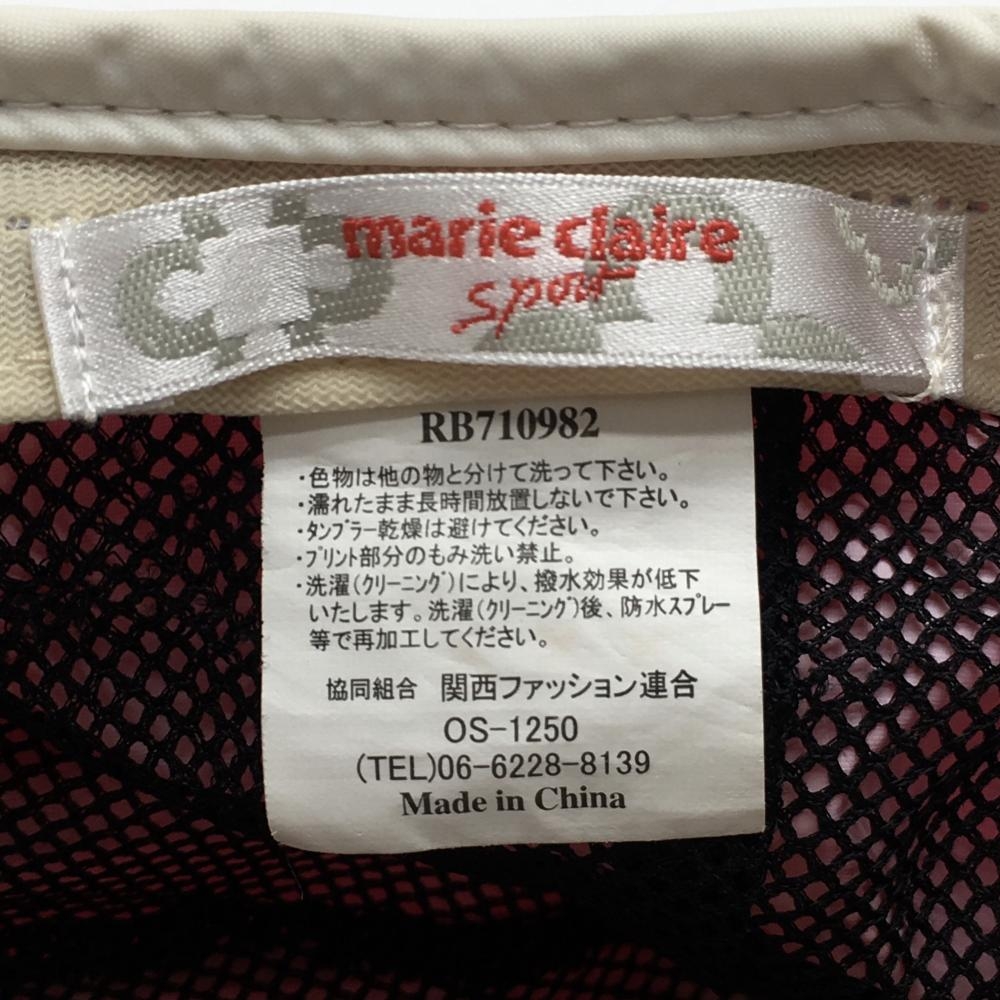 marie claire
sport
RB710982
・色物は他の物と分けて洗って下さい。
・濡れたまま長時間放置しないで下さい。
・ﾀﾝﾌﾞﾗｰ乾燥は避けてください。
・ﾌﾟﾘﾝﾄ部分のもみ洗い禁止。
・洗濯(ｸﾘｰﾆﾝｸﾞ)により、撥水効果が低下
いたします。洗濯(ｸﾘｰﾆﾝｸﾞ)後、防水ｽﾌﾟﾚｰ
等で再加工してください。
協同組合 関西ファッション連合
OS-1250
(TEL)06-6228-8139
Made in China